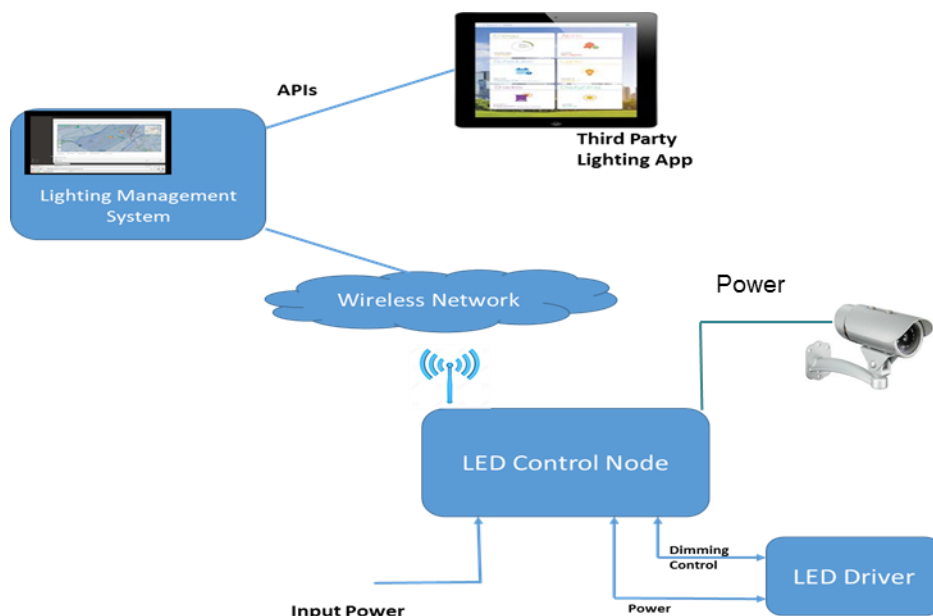 APIs
Third Party
Lighting App
Lighting Management
System
Wireless Network
Power
LED Control Node
Dimming
Control
LED Driver
Input Power
Power